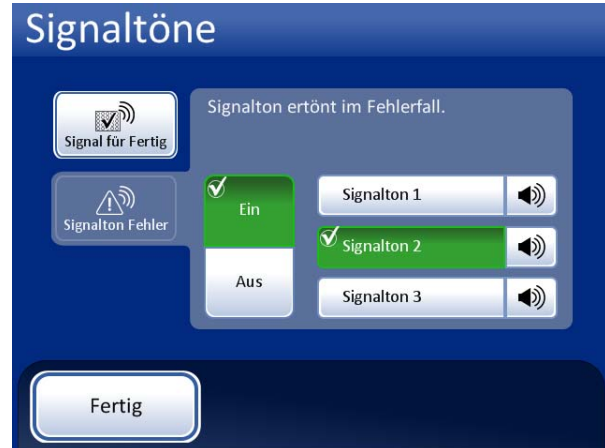 Signaltöne
Signal für Fertig
Signalton ertönt im Fehlerfall.
Signalton Fehler
Ein
Aus
Signalton 1
Signalton 2
Signalton 3
Fertig